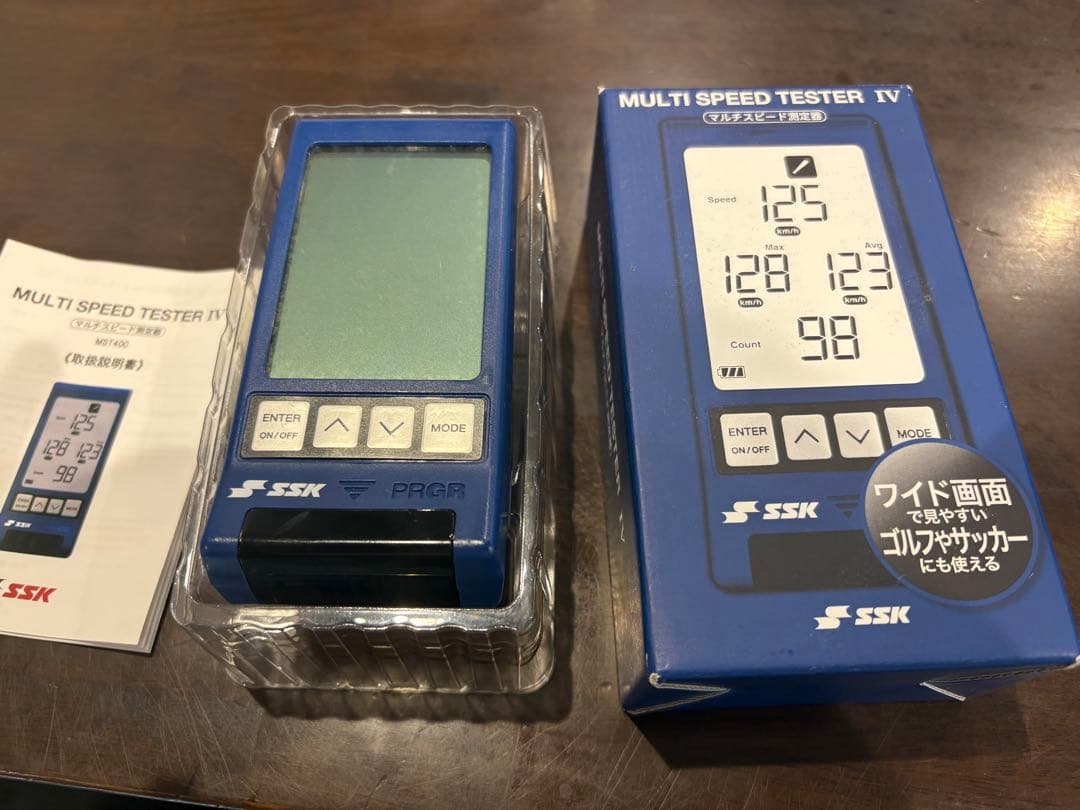 MULTI SPEED TESTER IV
マルチスピード測定器
MST400
《取扱説明書》
125
128 123
98
SSK
SSK
ENTER
ON/OFF
MODE
SSK PRGR
MULTI SPEED TESTER IV
マルチスピード測定器
Speed 125
km/h
Max Avg
128 123
km/h km/h
Count 98
ENTER
ON/OFF
MODE
SSK
ワイド画面
で見やすい
ゴルフやサッカー
にも使える
SSK